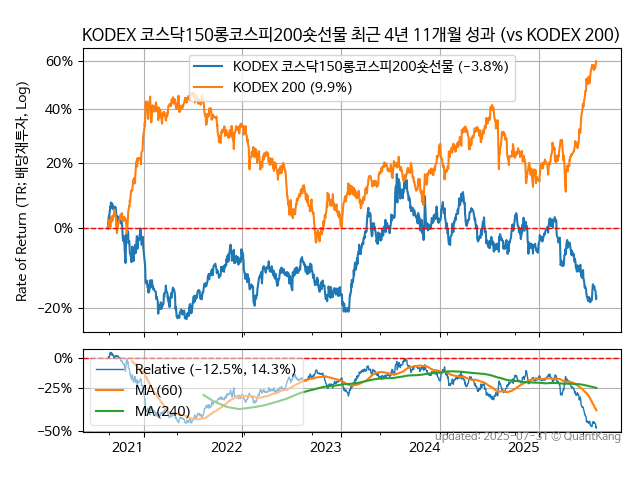 KODEX 코스닥150롱코스피200숏선물 최근 4년 11개월 성과 (vs KODEX 200)
Rate of Return (TR: 배당재투자, Log)
60%
40%
20%
0%
−20%
KODEX 코스닥150롱코스피200숏선물 (−3.8%)
KODEX 200 (9.9%)
0%
−25%
−50%
Relative (−12.5%, 14.3%)
MA(60)
MA(240)
2021
2022
2023
2024
2025
updated: 2025-07-31 © QuantKang